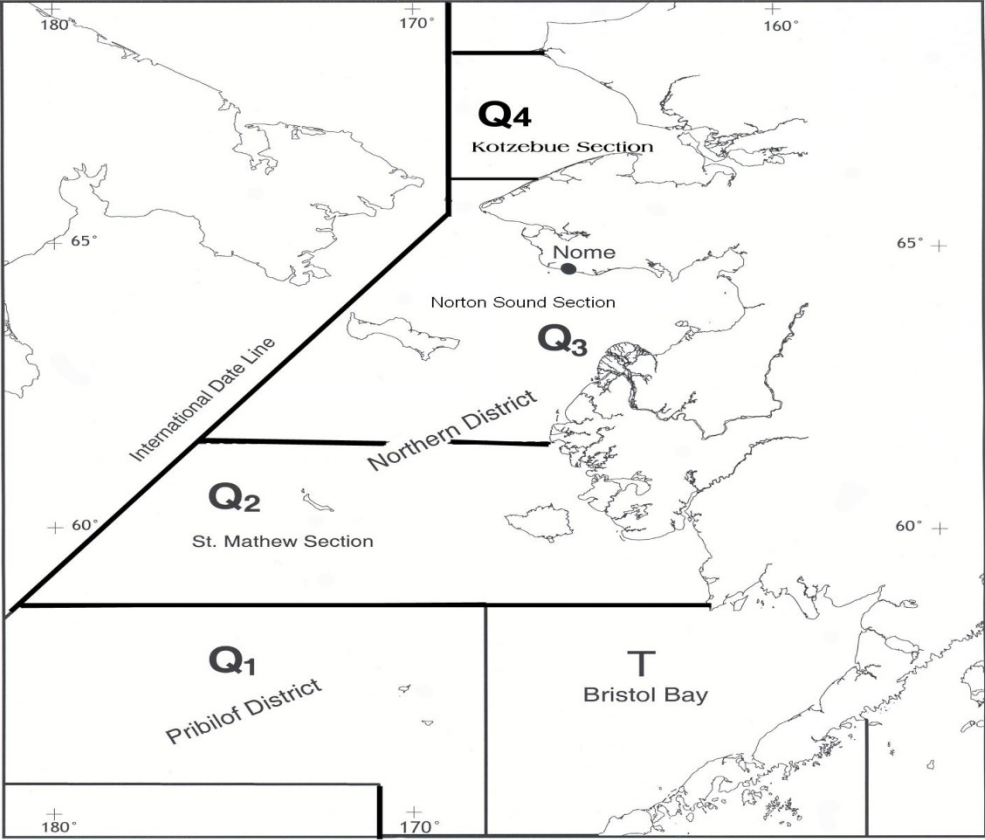 180°
170°
160°
Q4
Kotzebue Section
65°
65°
Nome
Norton Sound Section
Q3
International Date Line
Northern District
Q2
60°
60°
St. Mathew Section
Q1
T
Bristol Bay
Pribilof District
180°
170°